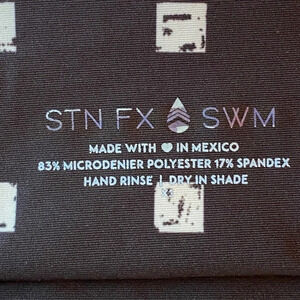 STN FX SWM
MADE WITH ♥ IN MEXICO
83% MICRODENIER POLYESTER 17% SPANDEX
HAND RINSE | DRY IN SHADE